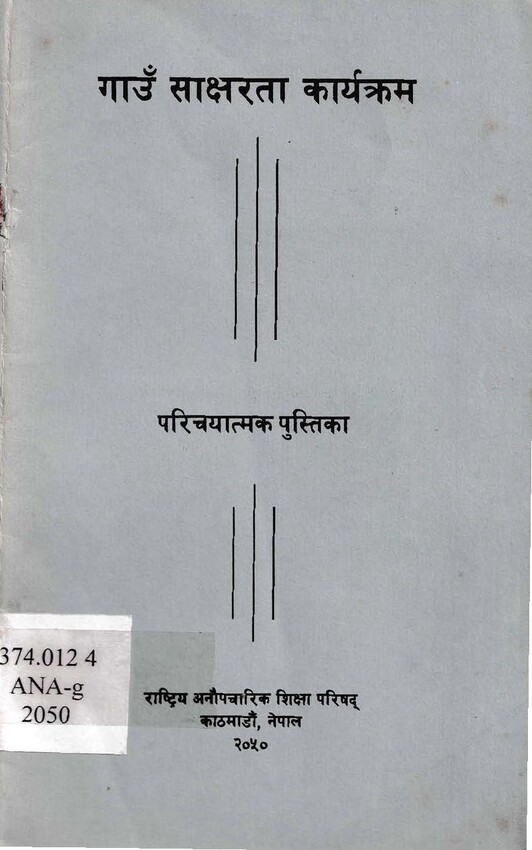 गाउँ साक्षरता कार्यक्रम
परिचयात्मक पुस्तिका
374.012 4
ANA-g
2050
राष्ट्रिय अनौपचारिक शिक्षा परिषद्
काठमाडौं, नेपाल
२०५०